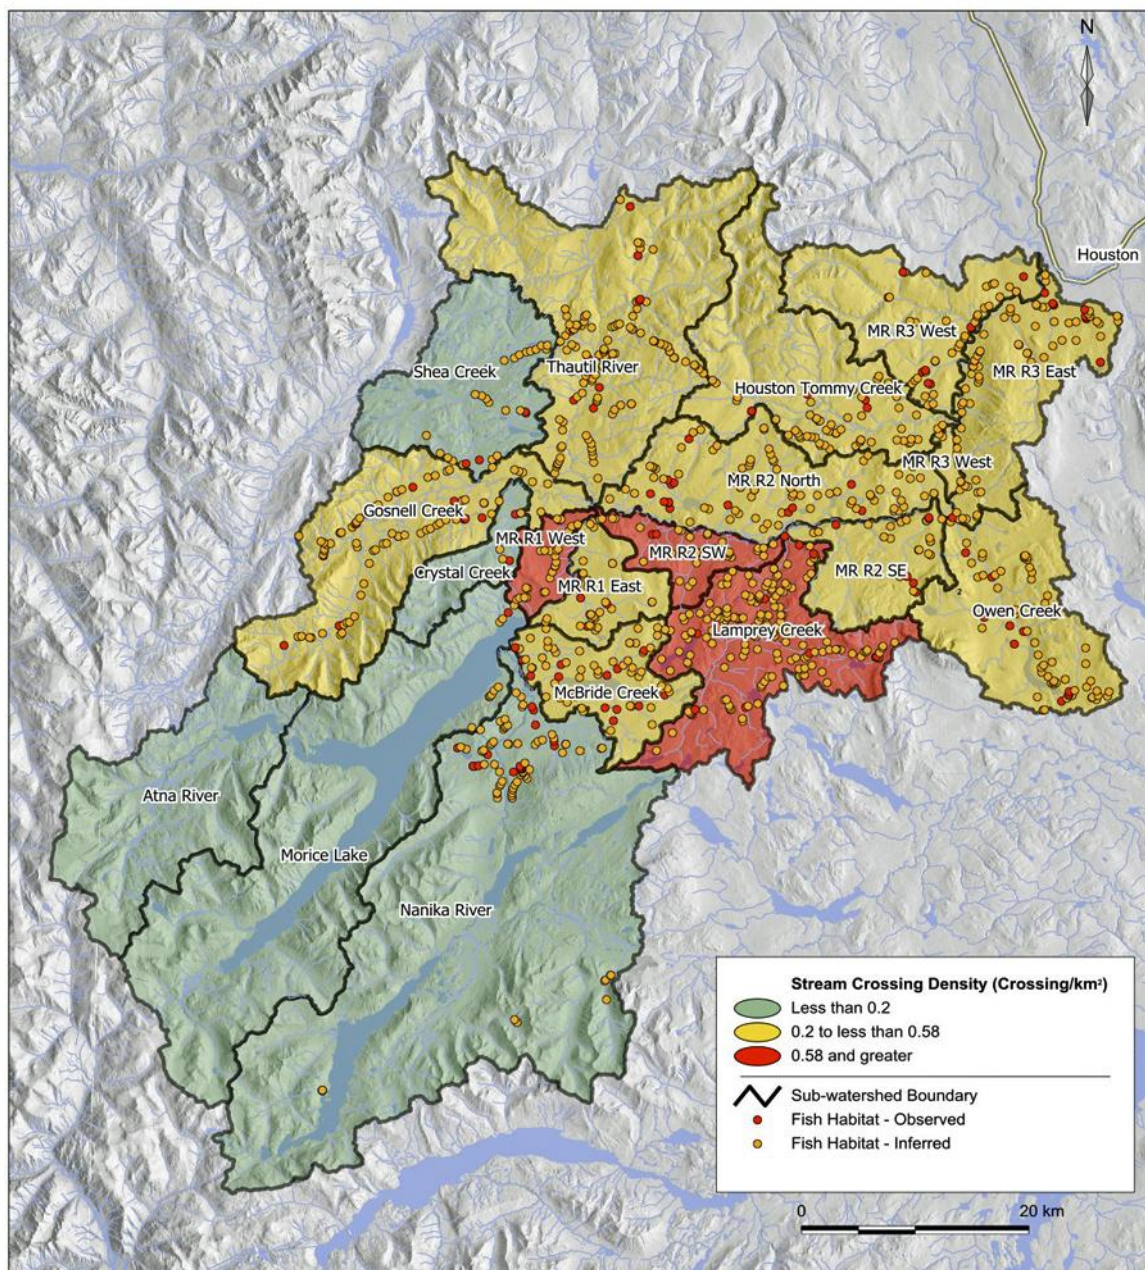 N
Houston
MR R3 West
Shea Creek
Thautil River
MR R3 East
Houston Tommy Creek
MR R3 West
MR R2 North
Gosnell Creek
MR R1 West
MR R2 SW
Crystal Creek
MR R1 East
MR R2 SE
Owen Creek
Lamprey Creek
McBride Creek
Atna River
Morice Lake
Nanika River
Stream Crossing Density (Crossing/km²)
Less than 0.2
0.2 to less than 0.58
0.58 and greater
Sub-watershed Boundary
Fish Habitat - Observed
Fish Habitat - Inferred
0 20 km